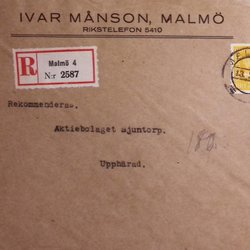 IVAR MÅNSON, MALMÖ
RIKSTELEFON 5410
R
Malmö 4
N:r 2587
Rekommenderas.
Aktiebolaget sjuntorp.
Upphärad.